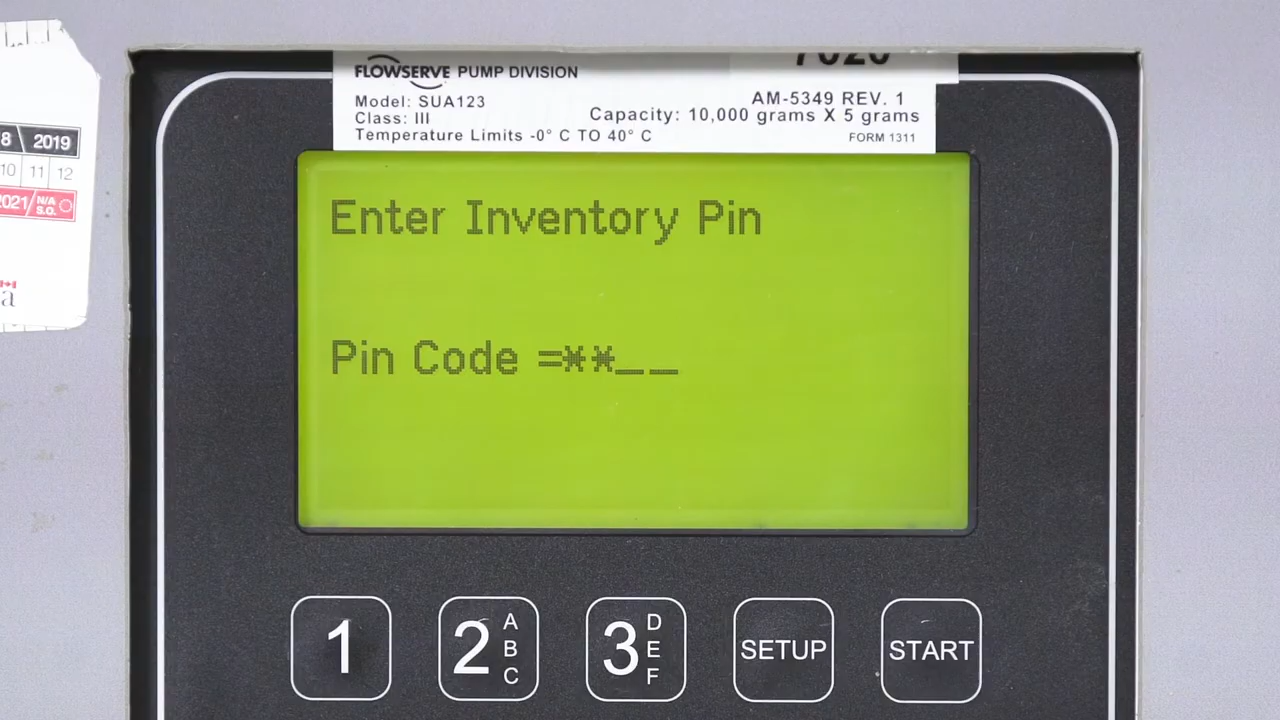 7020
FLOWSERVE PUMP DIVISION
Model: SUA123
AM-5349 REV. 1
Class: III
Capacity: 10,000 grams X 5 grams
Temperature Limits -0° C TO 40° C
FORM 1311
8 2019
10 11 12
2021/ N/A S.O.
a
Enter Inventory Pin
Pin Code =**__
1
2 A B C
3 D E F
SETUP
START